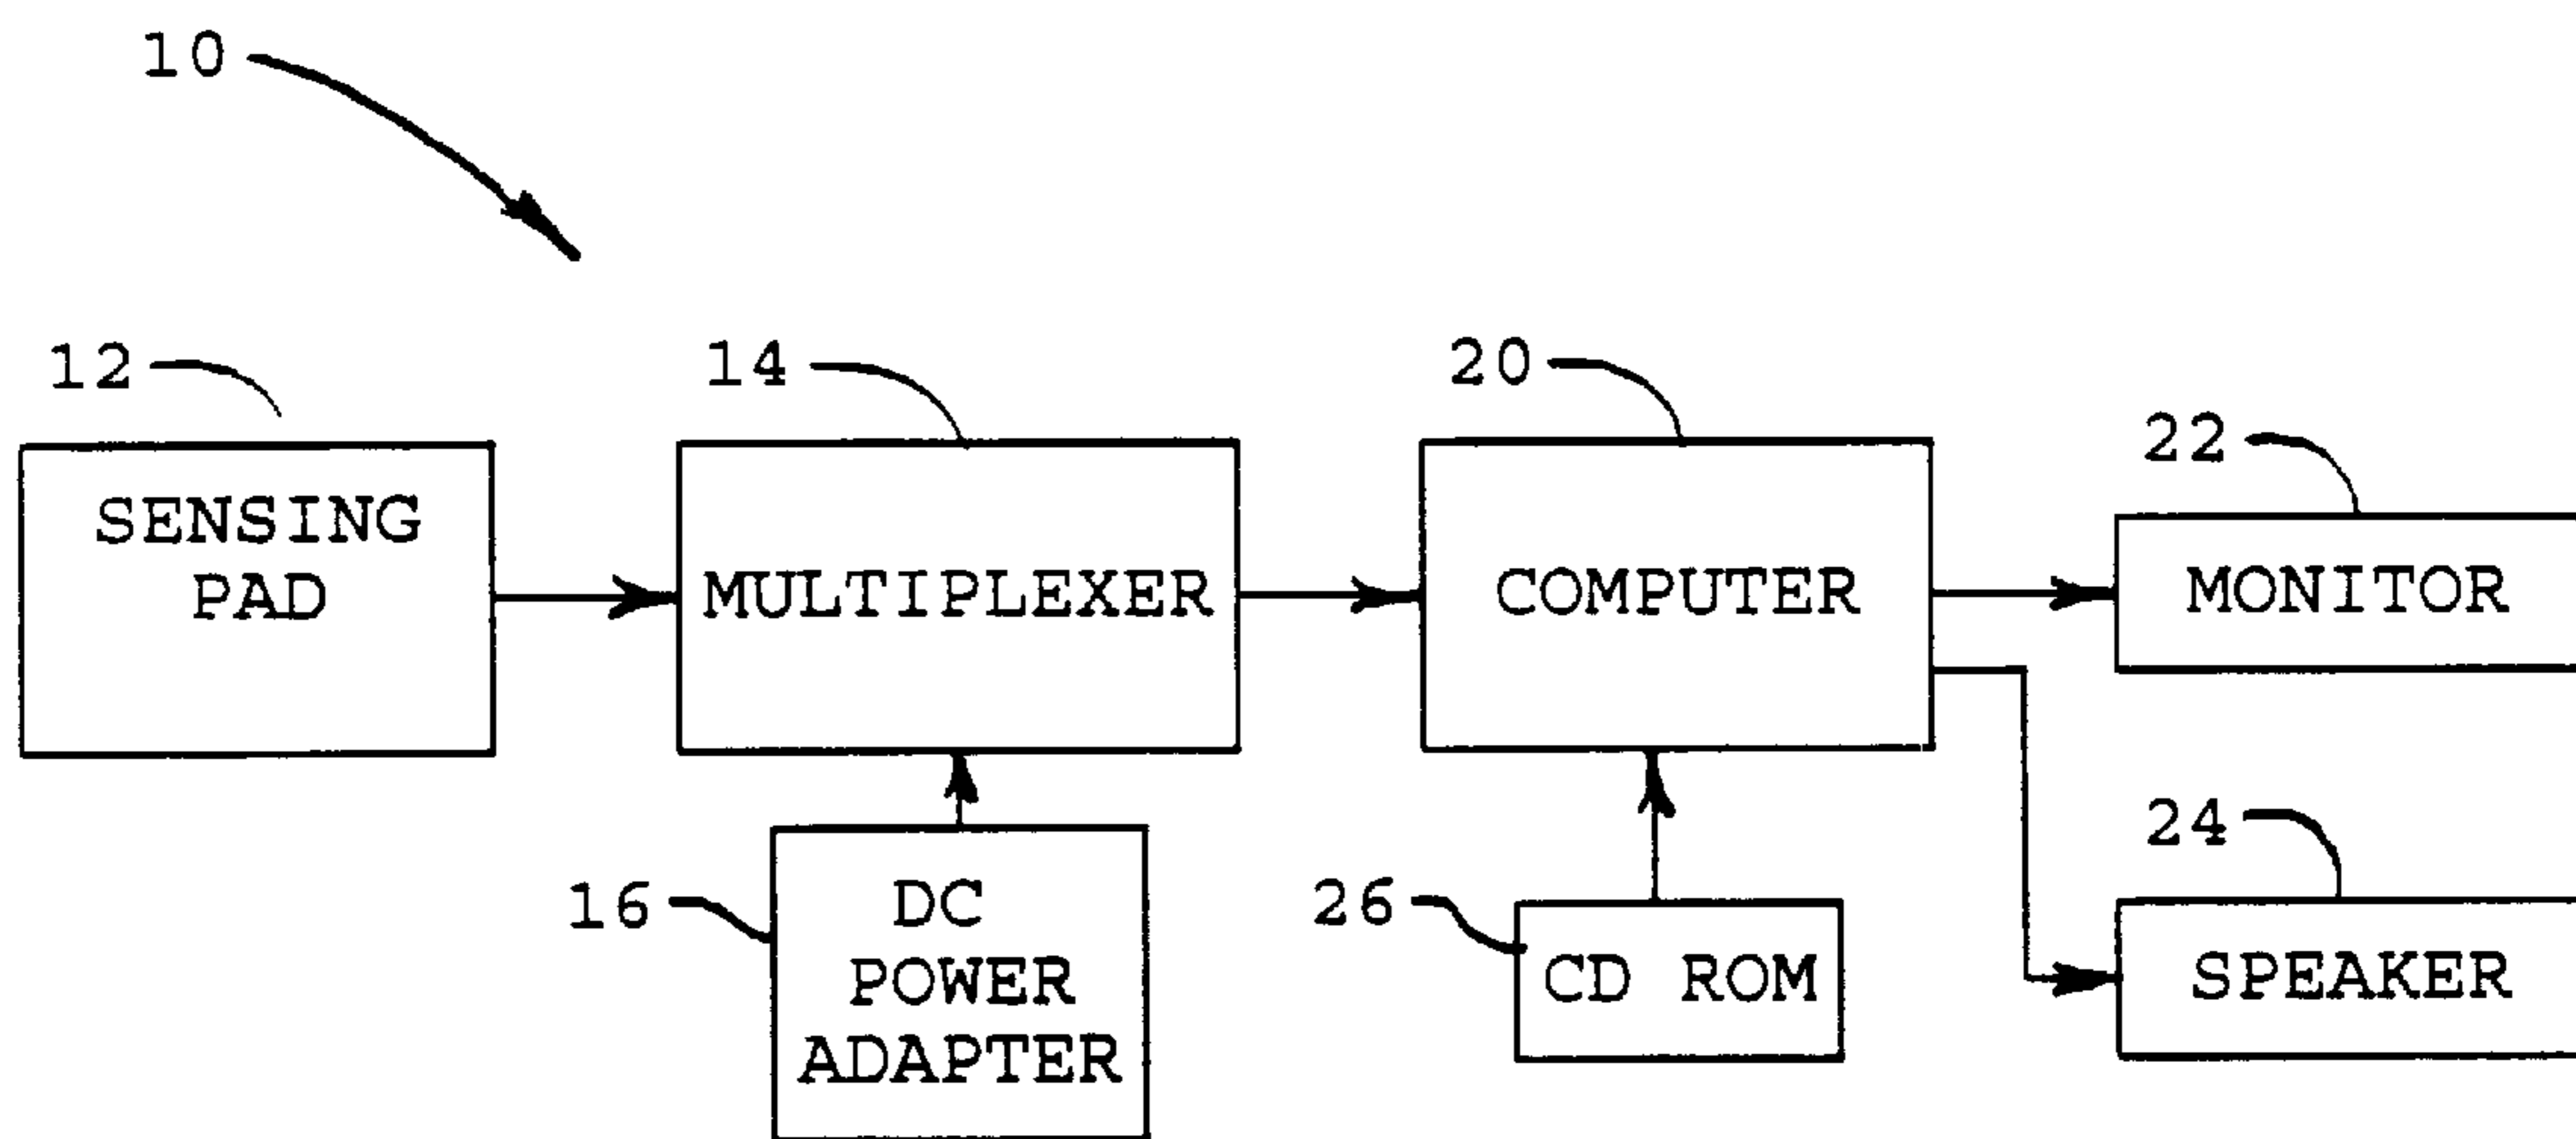 10
12
14
20
22
SENSING
PAD
MULTIPLEXER
COMPUTER
MONITOR
16
DC
POWER
ADAPTER
26
CD ROM
24
SPEAKER